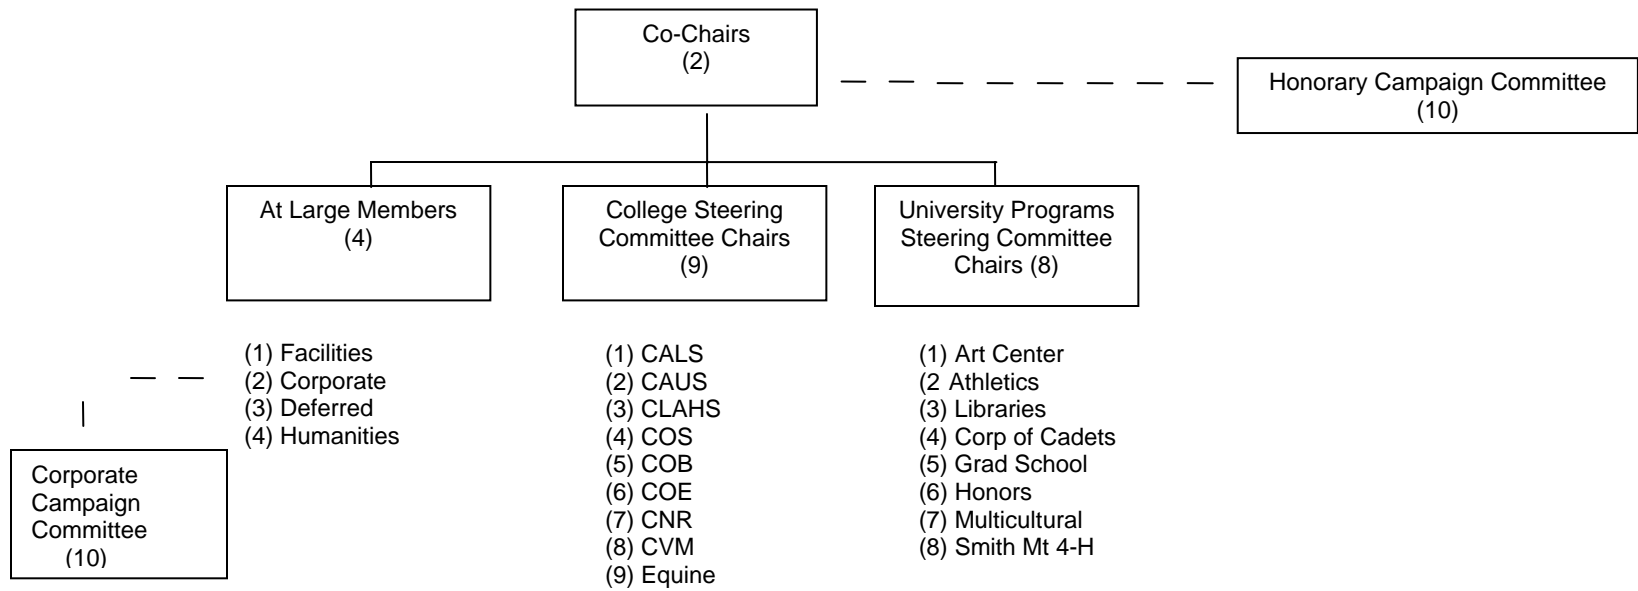 Co-Chairs
(2)
Honorary Campaign Committee
(10)
At Large Members
(4)
College Steering
Committee Chairs
(9)
University Programs
Steering Committee
Chairs (8)
(1) Facilities
(2) Corporate
(3) Deferred
(4) Humanities
Corporate
Campaign
Committee
(10)
(1) CALS
(2) CAUS
(3) CLAHS
(4) COS
(5) COB
(6) COE
(7) CNR
(8) CVM
(9) Equine
(1) Art Center
(2 Athletics
(3) Libraries
(4) Corp of Cadets
(5) Grad School
(6) Honors
(7) Multicultural
(8) Smith Mt 4-H